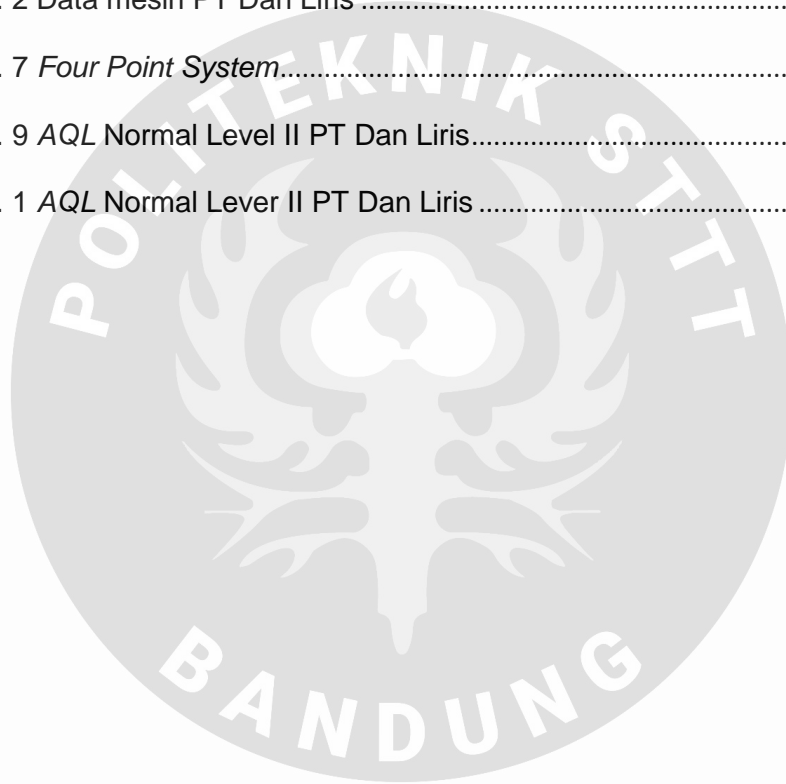 . 2 Data mesin PT Dan Liris ........................................................
. 7 Four Point System..................................................................
. 9 AQL Normal Level II PT Dan Liris.........................................
. 1 AQL Normal Lever II PT Dan Liris ........................................
POLITEKNIK STTT
BANDUNG